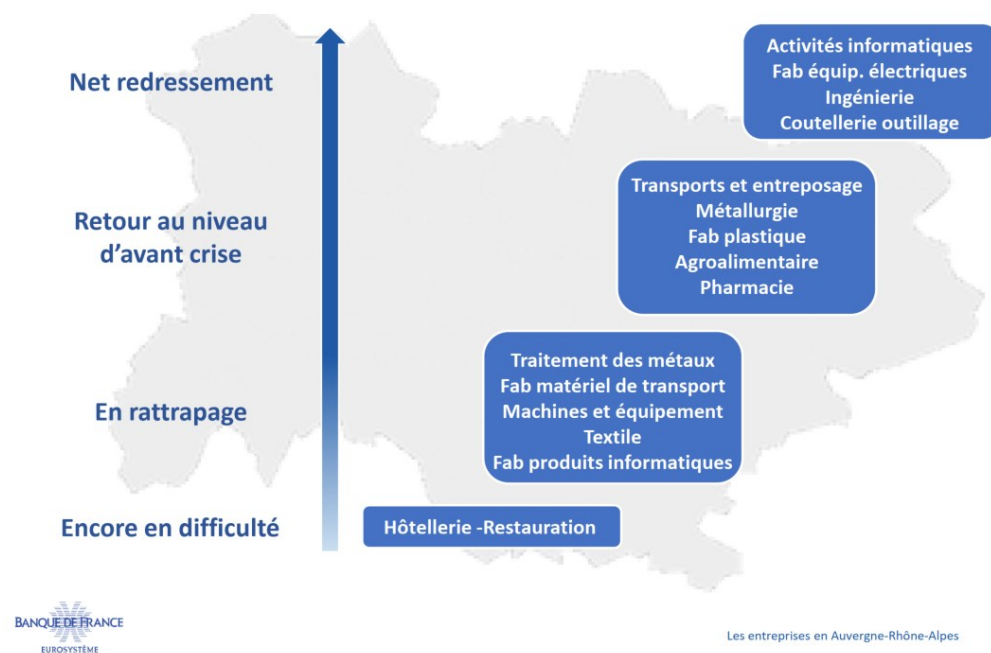 Net redressement
Activités informatiques
Fab équip. électriques
Ingénierie
Coutellerie outillage
Retour au niveau
d'avant crise
Transports et entreposage
Métallurgie
Fab plastique
Agroalimentaire
Pharmacie
En rattrapage
Traitement des métaux
Fab matériel de transport
Machines et équipement
Textile
Fab produits informatiques
Encore en difficulté
Hôtellerie -Restauration
BANQUE DE FRANCE
EUROSYSTÈME
Les entreprises en Auvergne-Rhône-Alpes